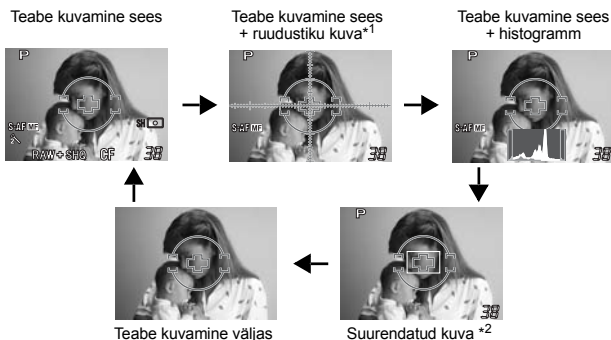 Teabe kuvamine sees
Teabe kuvamine sees
+ ruudustiku kuva*1
Teabe kuvamine sees
+ histogramm
P
S-AF MF
SH
RAW+SHQ CF 38
P
S-AF MF
38
P
S-AF MF
38
P
38
Teabe kuvamine väljas
Suurendatud kuva *2